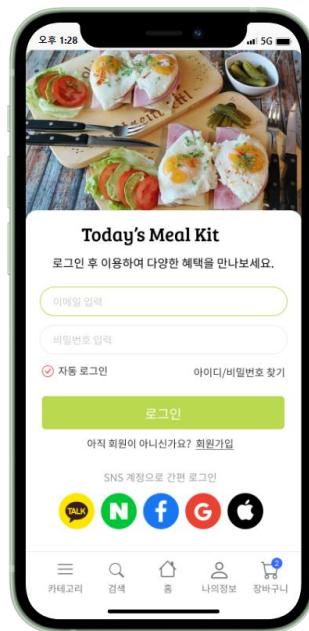 오후 1:28
5G
Today's Meal Kit
로그인 후 이용하여 다양한 혜택을 만나보세요.
이메일 입력
비밀번호 입력
자동 로그인
아이디/비밀번호 찾기
로그인
아직 회원이 아니신가요? 회원가입
SNS 계정으로 간편 로그인
TALK
N
f
G
2
카테고리
검색
홈
나의정보
장바구니